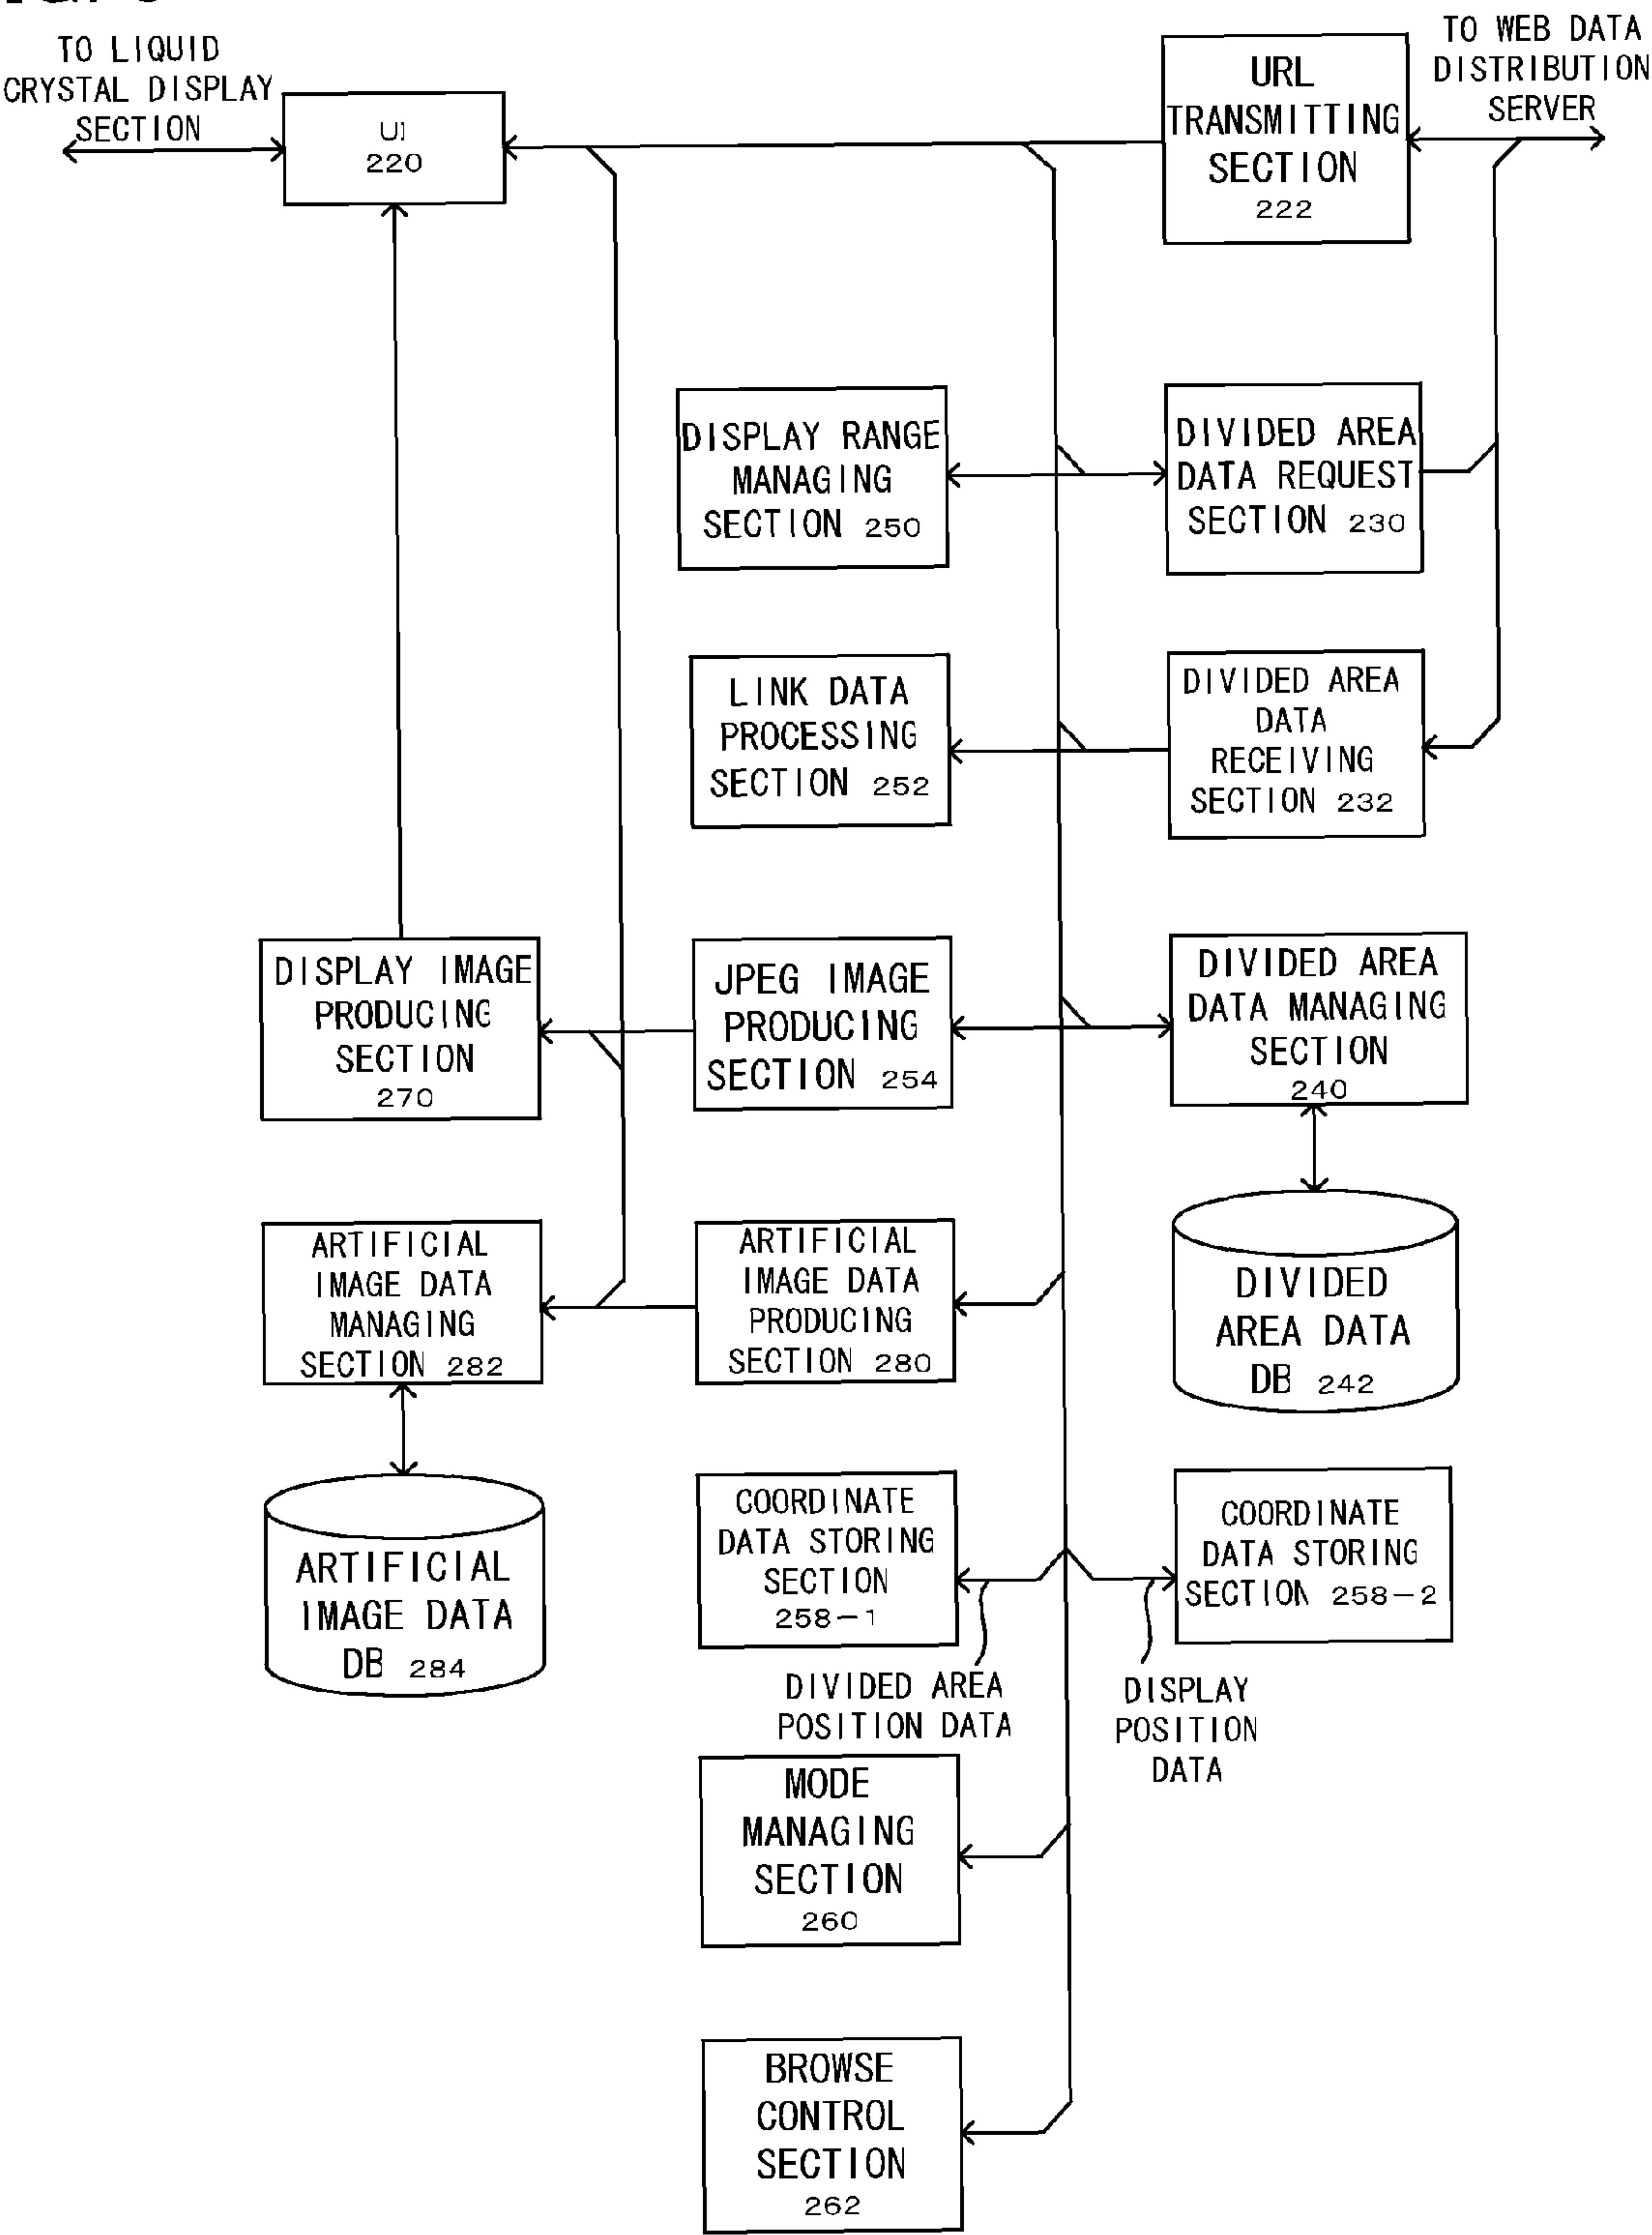 TO LIQUID
CRYSTAL DISPLAY
SECTION
UI
220
URL
TRANSMITTING
SECTION
222
TO WEB DATA
DISTRIBUTION
SERVER
DISPLAY RANGE
MANAGING
SECTION 250
DIVIDED AREA
DATA REQUEST
SECTION 230
LINK DATA
PROCESSING
SECTION 252
DIVIDED AREA
DATA
RECEIVING
SECTION 232
DISPLAY IMAGE
PRODUCING
SECTION
270
JPEG IMAGE
PRODUCING
SECTION 254
DIVIDED AREA
DATA MANAGING
SECTION
240
ARTIFICIAL
IMAGE DATA
MANAGING
SECTION 282
ARTIFICIAL
IMAGE DATA
PRODUCING
SECTION 280
DIVIDED
AREA DATA
DB 242
ARTIFICIAL
IMAGE DATA
DB 284
COORDINATE
DATA STORING
SECTION
258-1
COORDINATE
DATA STORING
SECTION 258-2
DIVIDED AREA
POSITION DATA
DISPLAY
POSITION
DATA
MODE
MANAGING
SECTION
260
BROWSE
CONTROL
SECTION
262